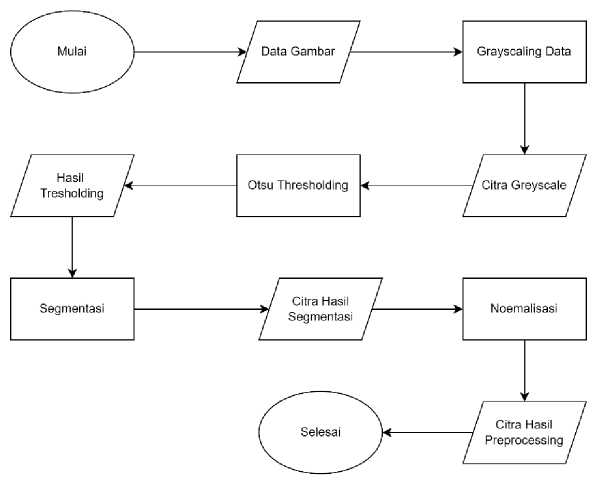 Mulai
Data Gambar
Grayscaling Data
Citra Greyscale
Otsu Thresholding
Hasil
Tresholding
Segmentasi
Citra Hasil
Segmentasi
Noemalisasi
Citra Hasil
Preprocessing
Selesai